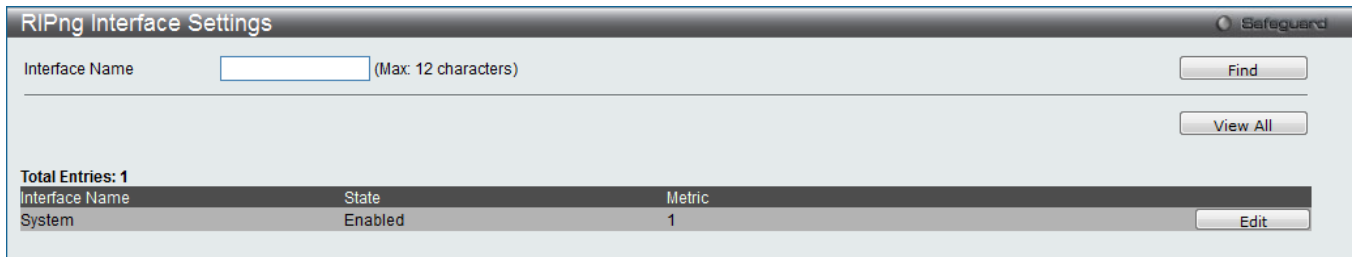 RIPng Interface Settings
Safeguard
Interface Name (Max: 12 characters) Find
View All
Total Entries: 1
Interface Name State Metric
System Enabled 1 Edit